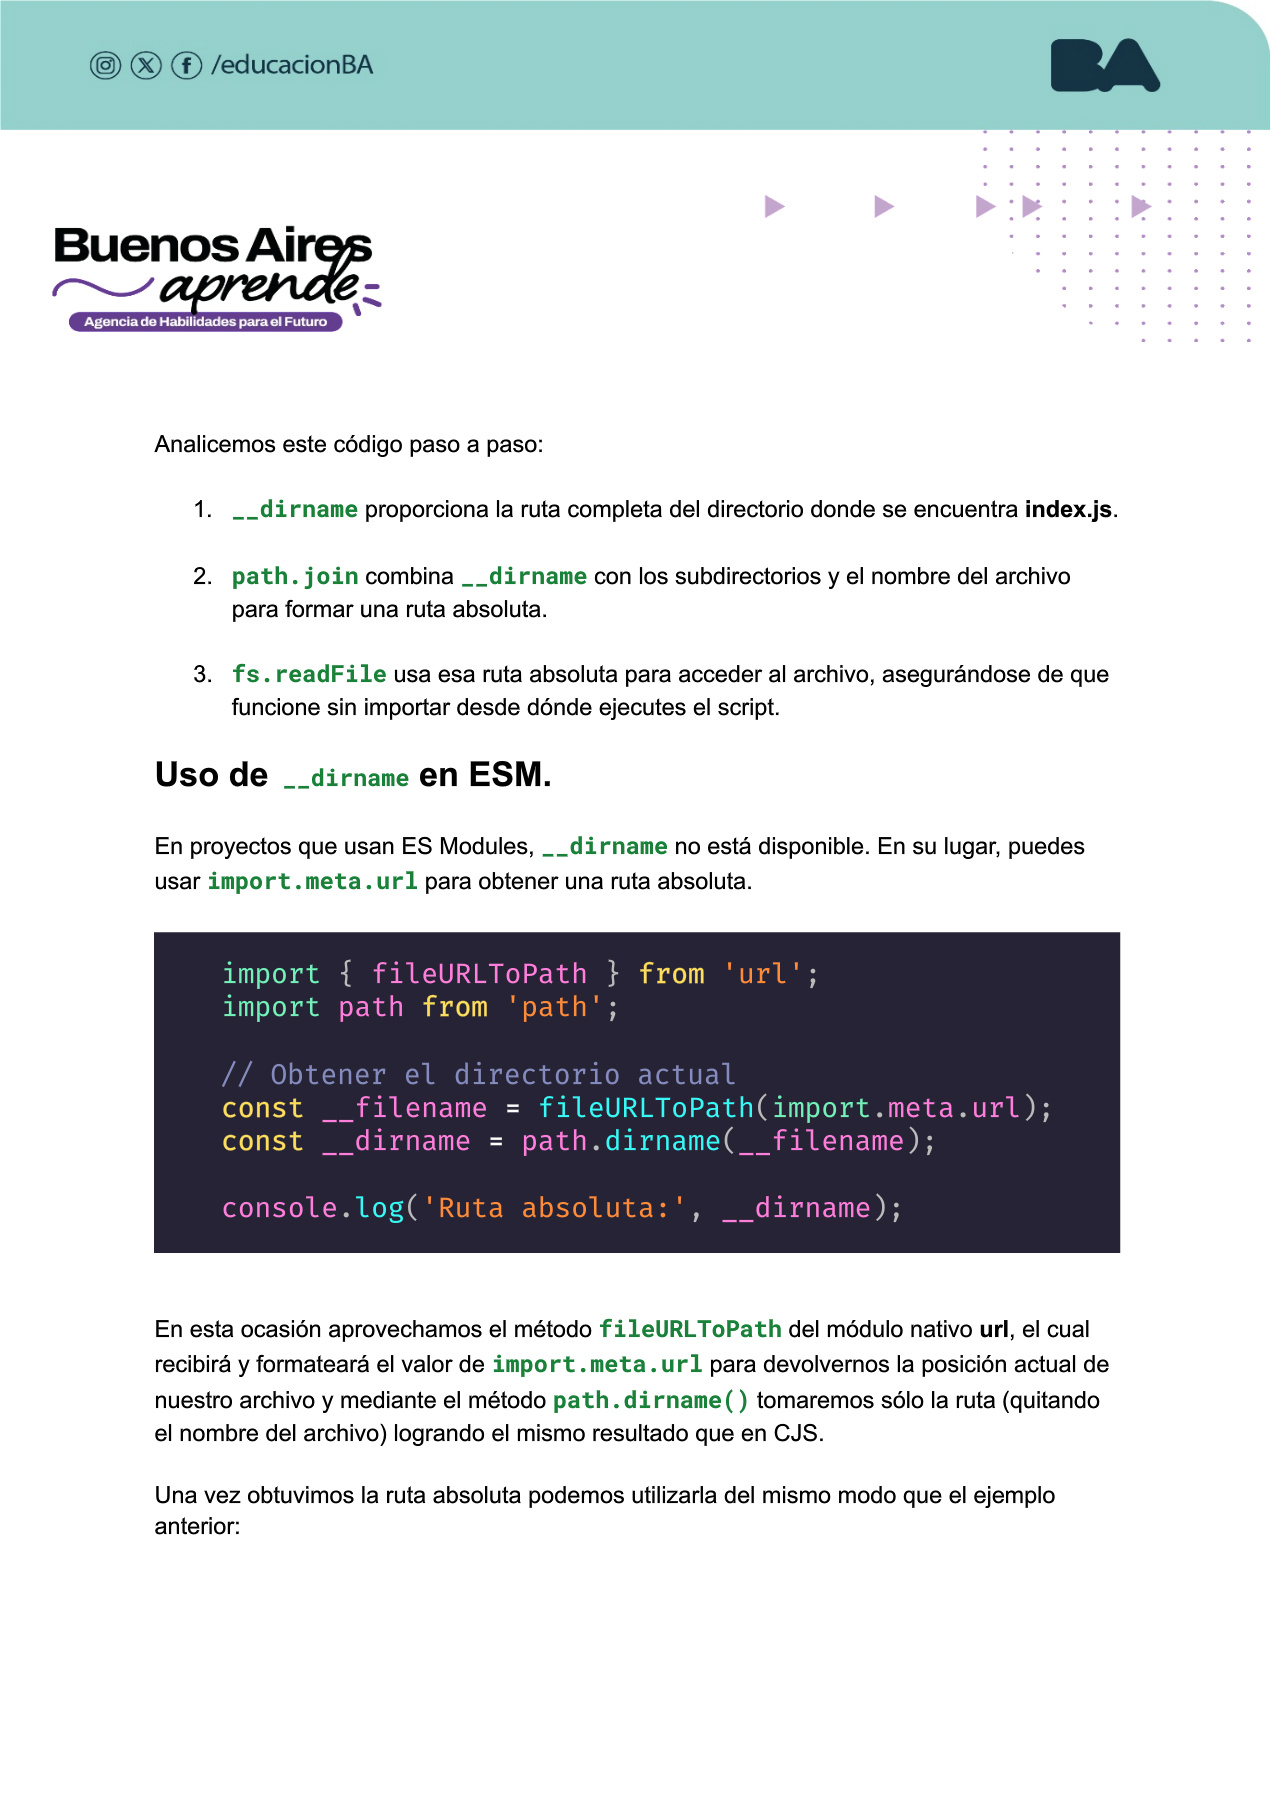 /educacionBA
BA
Buenos Aires
aprende
Agencia de Habilidades para el Futuro
Analicemos este código paso a paso:
1. __dirname proporciona la ruta completa del directorio donde se encuentra index.js.
2. path.join combina __dirname con los subdirectorios y el nombre del archivo
para formar una ruta absoluta.
3. fs.readFile usa esa ruta absoluta para acceder al archivo, asegurándose de que
funcione sin importar desde dónde ejecutes el script.
Uso de __dirname en ESM.
En proyectos que usan ES Modules, __dirname no está disponible. En su lugar, puedes
usar import.meta.url para obtener una ruta absoluta.
import { fileURLToPath } from 'url';
import path from 'path';
// Obtener el directorio actual
const __filename = fileURLToPath(import.meta.url);
const __dirname = path.dirname(__filename);
console.log('Ruta absoluta:', __dirname);
En esta ocasión aprovechamos el método fileURLToPath del módulo nativo url, el cual
recibirá y formateará el valor de import.meta.url para devolvernos la posición actual de
nuestro archivo y mediante el método path.dirname() tomaremos sólo la ruta (quitando
el nombre del archivo) logrando el mismo resultado que en CJS.
Una vez obtuvimos la ruta absoluta podemos utilizarla del mismo modo que el ejemplo
anterior: